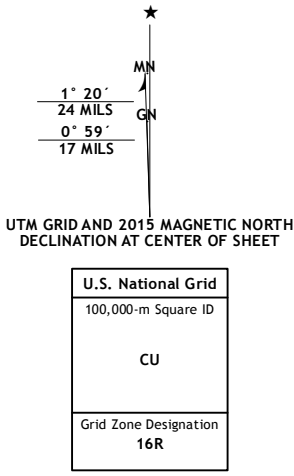 ★
MN
1° 20´
24 MILS
GN
0° 59´
17 MILS
UTM GRID AND 2015 MAGNETIC NORTH
DECLINATION AT CENTER OF SHEET
U.S. National Grid
100,000-m Square ID
CU
Grid Zone Designation
16R